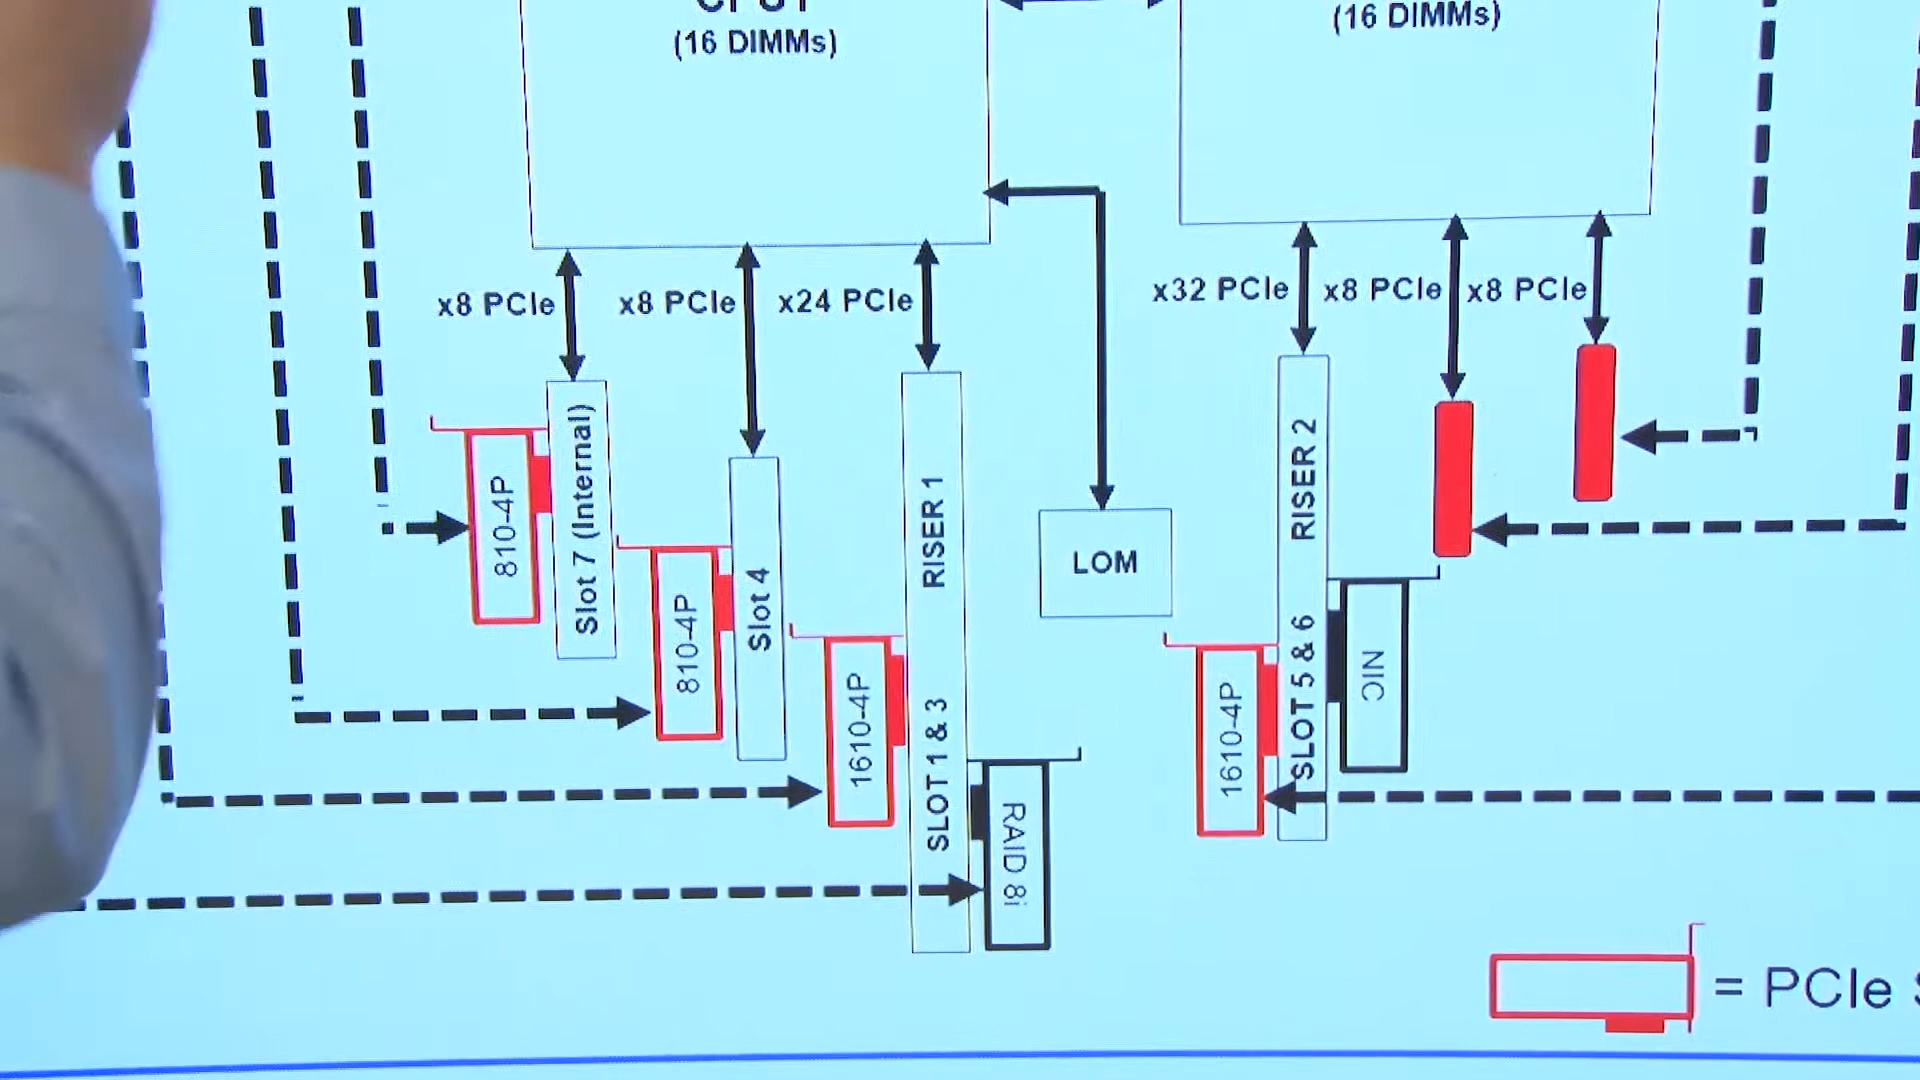 CPU1
(16 DIMMs)
(16 DIMMs)
x8 PCIe
x8 PCIe
x24 PCIe
x32 PCIe
x8 PCIe
x8 PCIe
810-4P
Slot 7 (Internal)
810-4P
Slot 4
1610-4P
RISER 1
SLOT 1 & 3
RAID 8i
LOM
1610-4P
RISER 2
SLOT 5 & 6
NIC
= PCIe